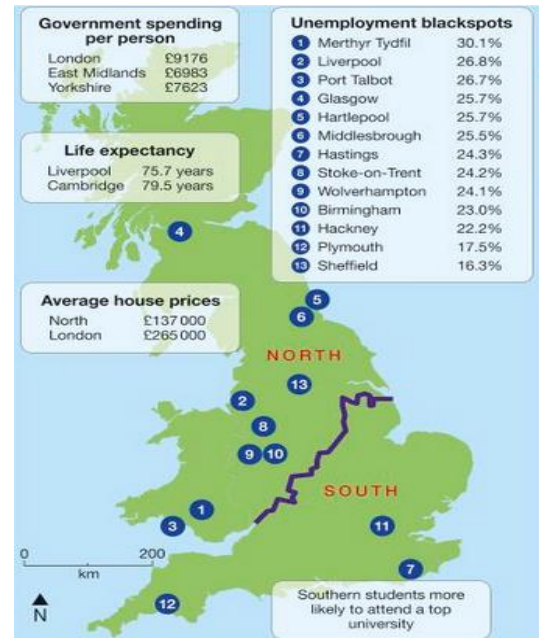 Government spending
per person
London £9176
East Midlands £6983
Yorkshire £7623
Life expectancy
Liverpool 75.7 years
Cambridge 79.5 years
Average house prices
North £137 000
London £265 000
Unemployment blackspots
1 Merthyr Tydfil 30.1%
2 Liverpool 26.8%
3 Port Talbot 26.7%
4 Glasgow 25.7%
5 Hartlepool 25.7%
6 Middlesbrough 25.5%
7 Hastings 24.3%
8 Stoke-on-Trent 24.2%
9 Wolverhampton 24.1%
10 Birmingham 23.0%
11 Hackney 22.2%
12 Plymouth 17.5%
13 Sheffield 16.3%
4
5
6
NORTH
13
2
8
9 10
SOUTH
1
3
11
7
12
0 200
km
N
Southern students more
likely to attend a top
university